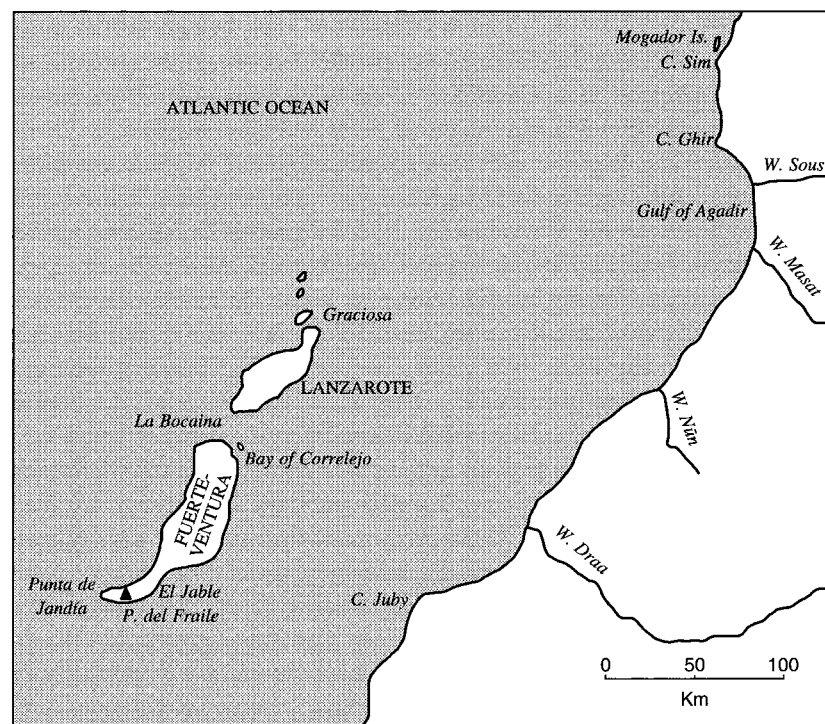 Mogador Is.
C. Sim
ATLANTIC OCEAN
C. Ghir
W. Sous
Gulf of Agadir
W. Masat
Graciosa
LANZAROTE
La Bocaina
W. Nūn
Bay of Correlejo
FUERTE-
VENTURA
W. Draa
Punta de
Jandía
El Jable
P. del Fraile
C. Juby
0 50 100
Km